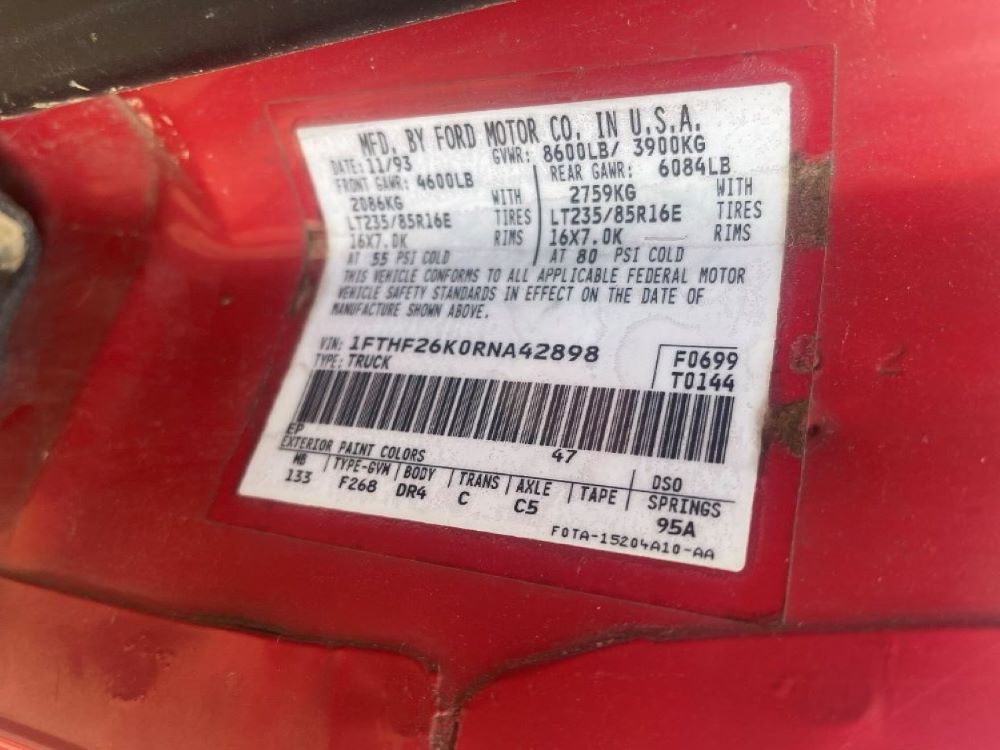 MFD. BY FORD MOTOR CO. IN U.S.A.
DATE: 11/93 GVWR: 8600LB/ 3900KG
FRONT GAWR: 4600LB REAR GAWR: 6084LB
2086KG WITH 2759KG WITH
LT235/85R16E TIRES LT235/85R16E TIRES
16X7.0K RIMS 16X7.0K RIMS
AT 55 PSI COLD AT 80 PSI COLD
THIS VEHICLE CONFORMS TO ALL APPLICABLE FEDERAL MOTOR
VEHICLE SAFETY STANDARDS IN EFFECT ON THE DATE OF
MANUFACTURE SHOWN ABOVE.
VIN: 1FTHF26K0RNA42898 F0699
TYPE: TRUCK T0144
EP 47
EXTERIOR PAINT COLORS DSO
WB TYPE-GVW BODY TRANS AXLE TAPE SPRINGS
133 F268 DR4 C C5 95A
F0TA-15204A10-AA